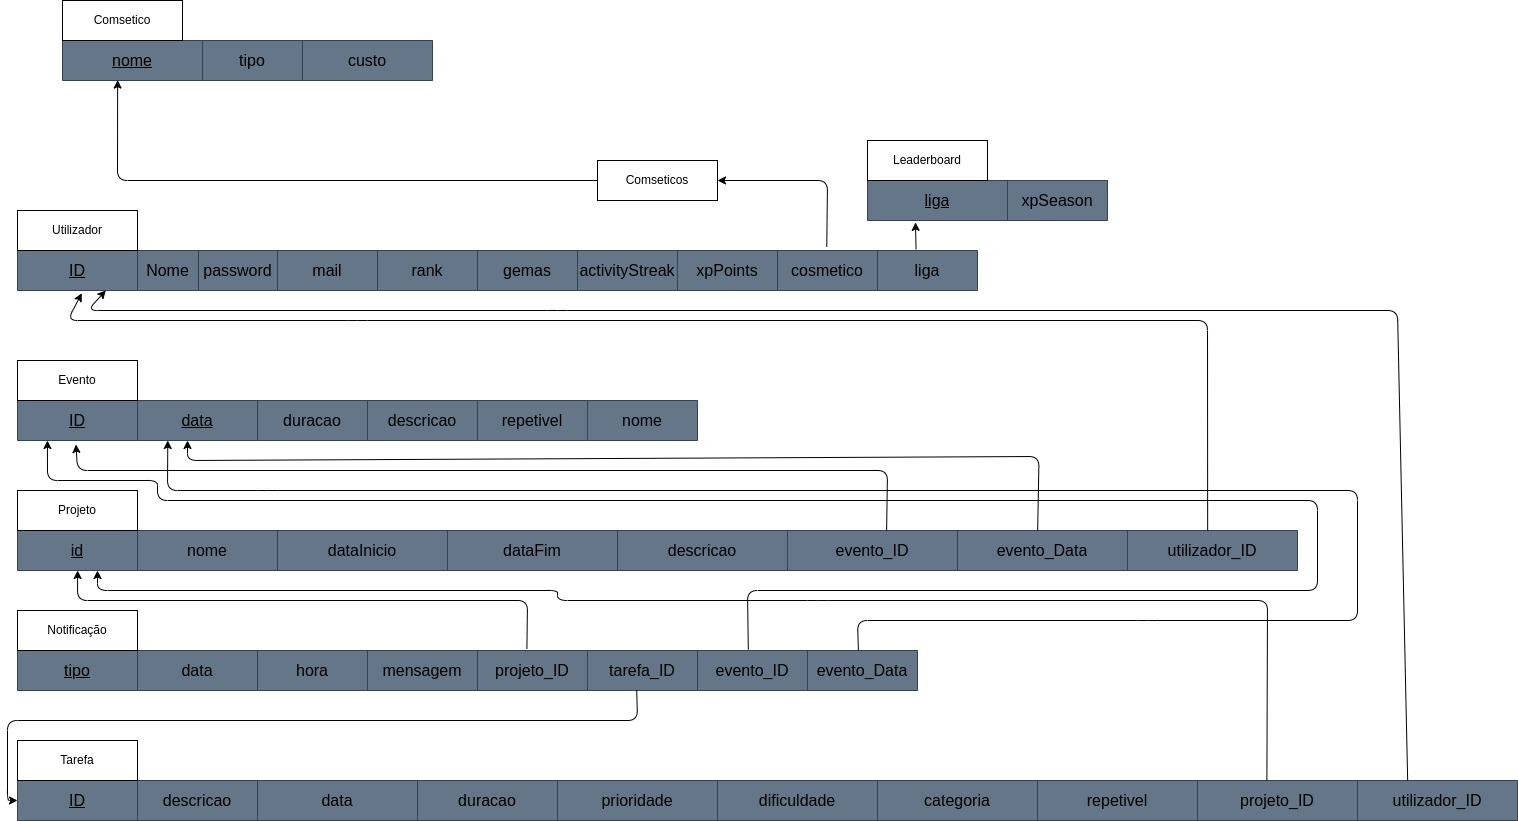 Comsetico
nome tipo custo
Comseticos
Leaderboard
liga xpSeason
Utilizador
ID Nome password mail rank gemas activityStreak xpPoints cosmetico liga
Evento
ID data duracao descricao repetivel nome
Projeto
id nome dataInicio dataFim descricao evento_ID evento_Data utilizador_ID
Notificação
tipo data hora mensagem projeto_ID tarefa_ID evento_ID evento_Data
Tarefa
ID descricao data duracao prioridade dificuldade categoria repetivel projeto_ID utilizador_ID